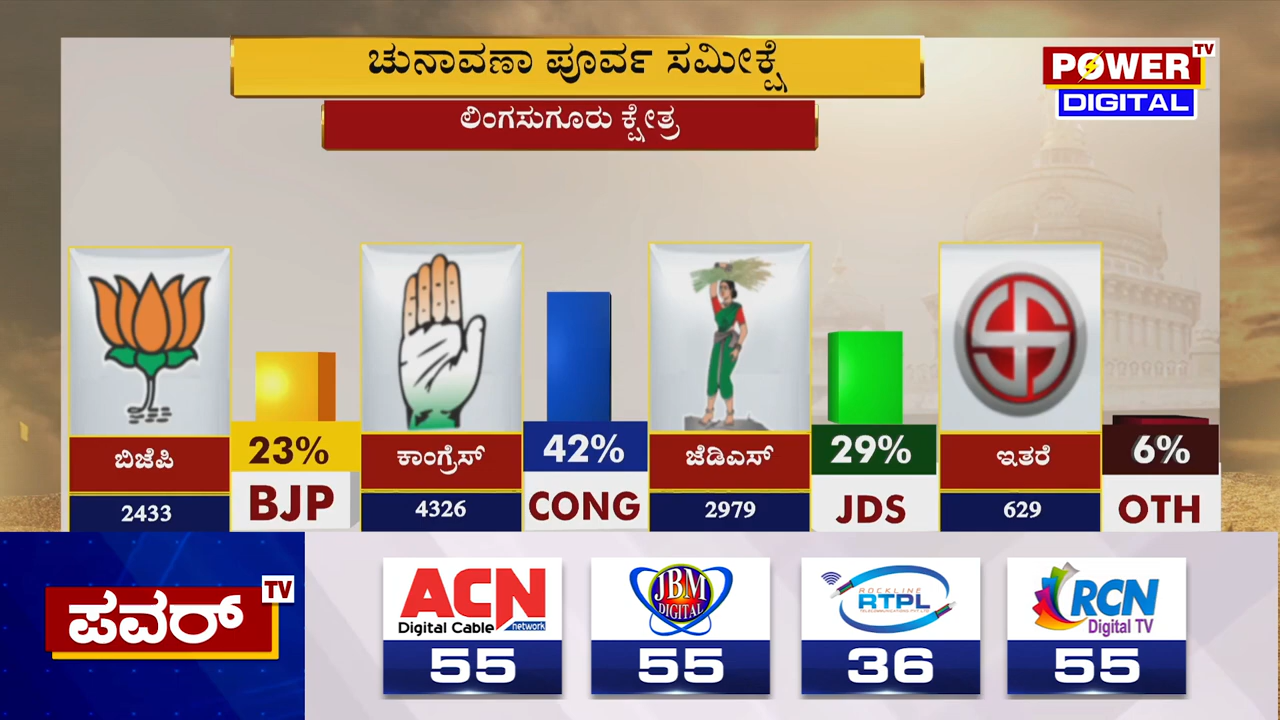 ಚುನಾವಣಾ ಪೂರ್ವ ಸಮೀಕ್ಷೆ
ಲಿಂಗಸುಗೂರು ಕ್ಷೇತ್ರ
POWER TV
DIGITAL
ಬಿಜೆಪಿ
2433
23%
BJP
ಕಾಂಗ್ರೆಸ್
4326
42%
CONG
ಜೆಡಿಎಸ್
2979
29%
JDS
ಇತರೆ
629
6%
OTH
ಪವರ್ TV
ACN
Digital Cable network
55
JBM
DIGITAL
55
ROCKLINE
RTPL
36
RCN
Digital TV
55